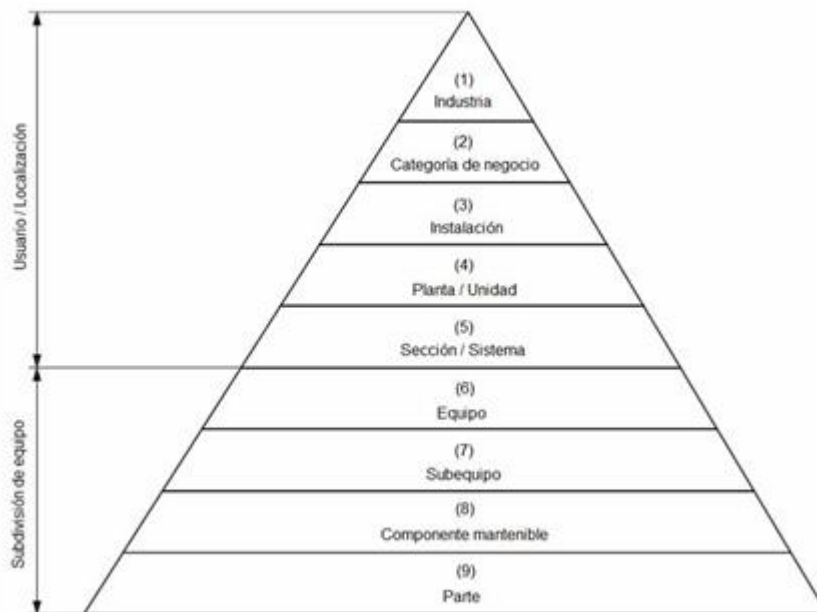 Usuario / Localización
Subdivisión de equipo
(1)
Industria
(2)
Categoría de negocio
(3)
Instalación
(4)
Planta / Unidad
(5)
Sección / Sistema
(6)
Equipo
(7)
Subequipo
(8)
Componente mantenible
(9)
Parte